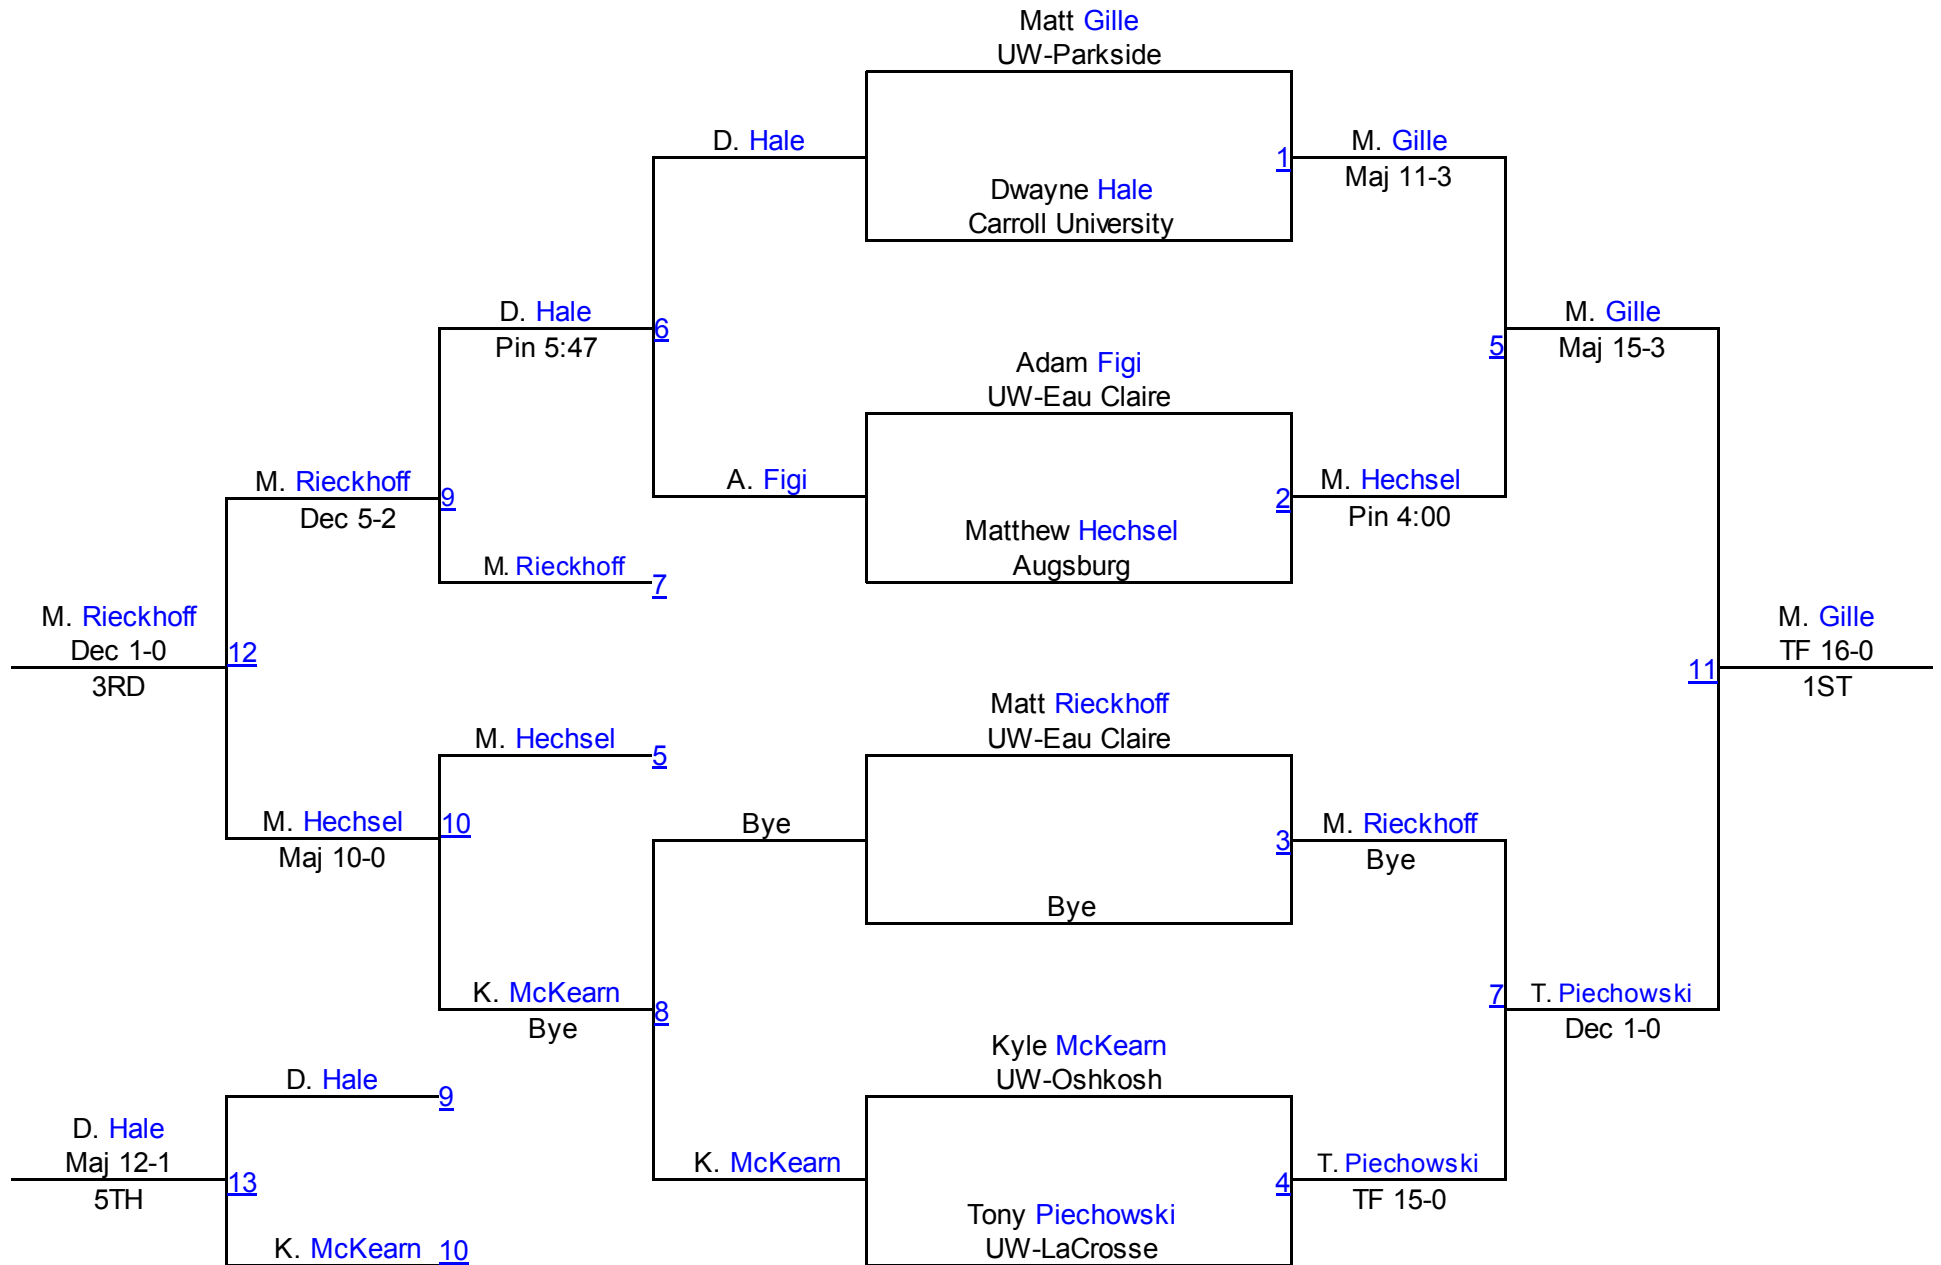 Matt Gille
UW-Parkside
D. Hale
1
M. Gille
Maj 11-3
Dwayne Hale
Carroll University
D. Hale
Pin 5:47
6
M. Gille
Maj 15-3
5
Adam Figi
UW-Eau Claire
M. Rieckhoff
Dec 5-2
9
A. Figi
2
M. Hechsel
Pin 4:00
Matthew Hechsel
Augsburg
M. Rieckhoff
7
M. Rieckhoff
Dec 1-0
3RD
12
M. Gille
TF 16-0
1ST
11
Matt Rieckhoff
UW-Eau Claire
M. Hechsel
5
M. Hechsel
Maj 10-0
10
Bye
3
M. Rieckhoff
Bye
Bye
K. McKearn
Bye
8
7
T. Piechowski
Dec 1-0
Kyle McKearn
UW-Oshkosh
D. Hale
9
D. Hale
Maj 12-1
5TH
13
K. McKearn
4
T. Piechowski
TF 15-0
Tony Piechowski
UW-LaCrosse
K. McKearn 10